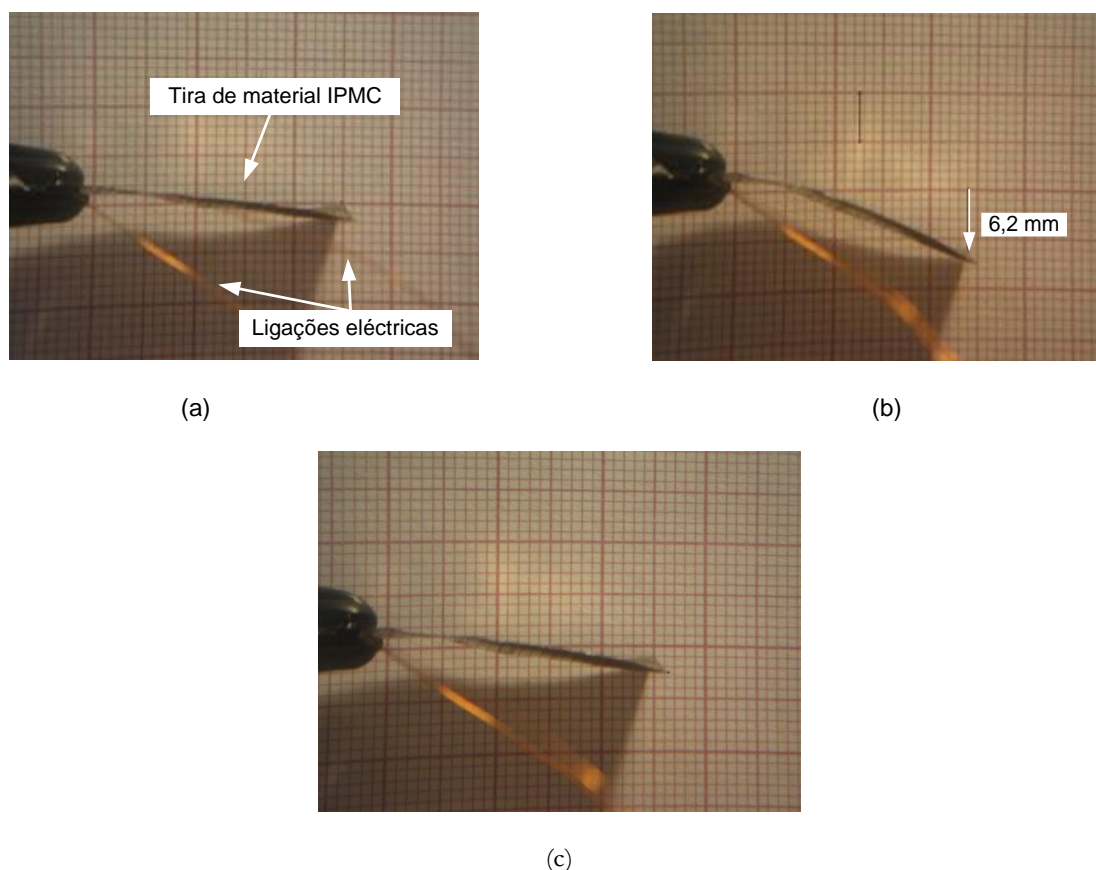 Tira de material IPMC
Ligações eléctricas
6,2 mm
(a)
(b)
(c)